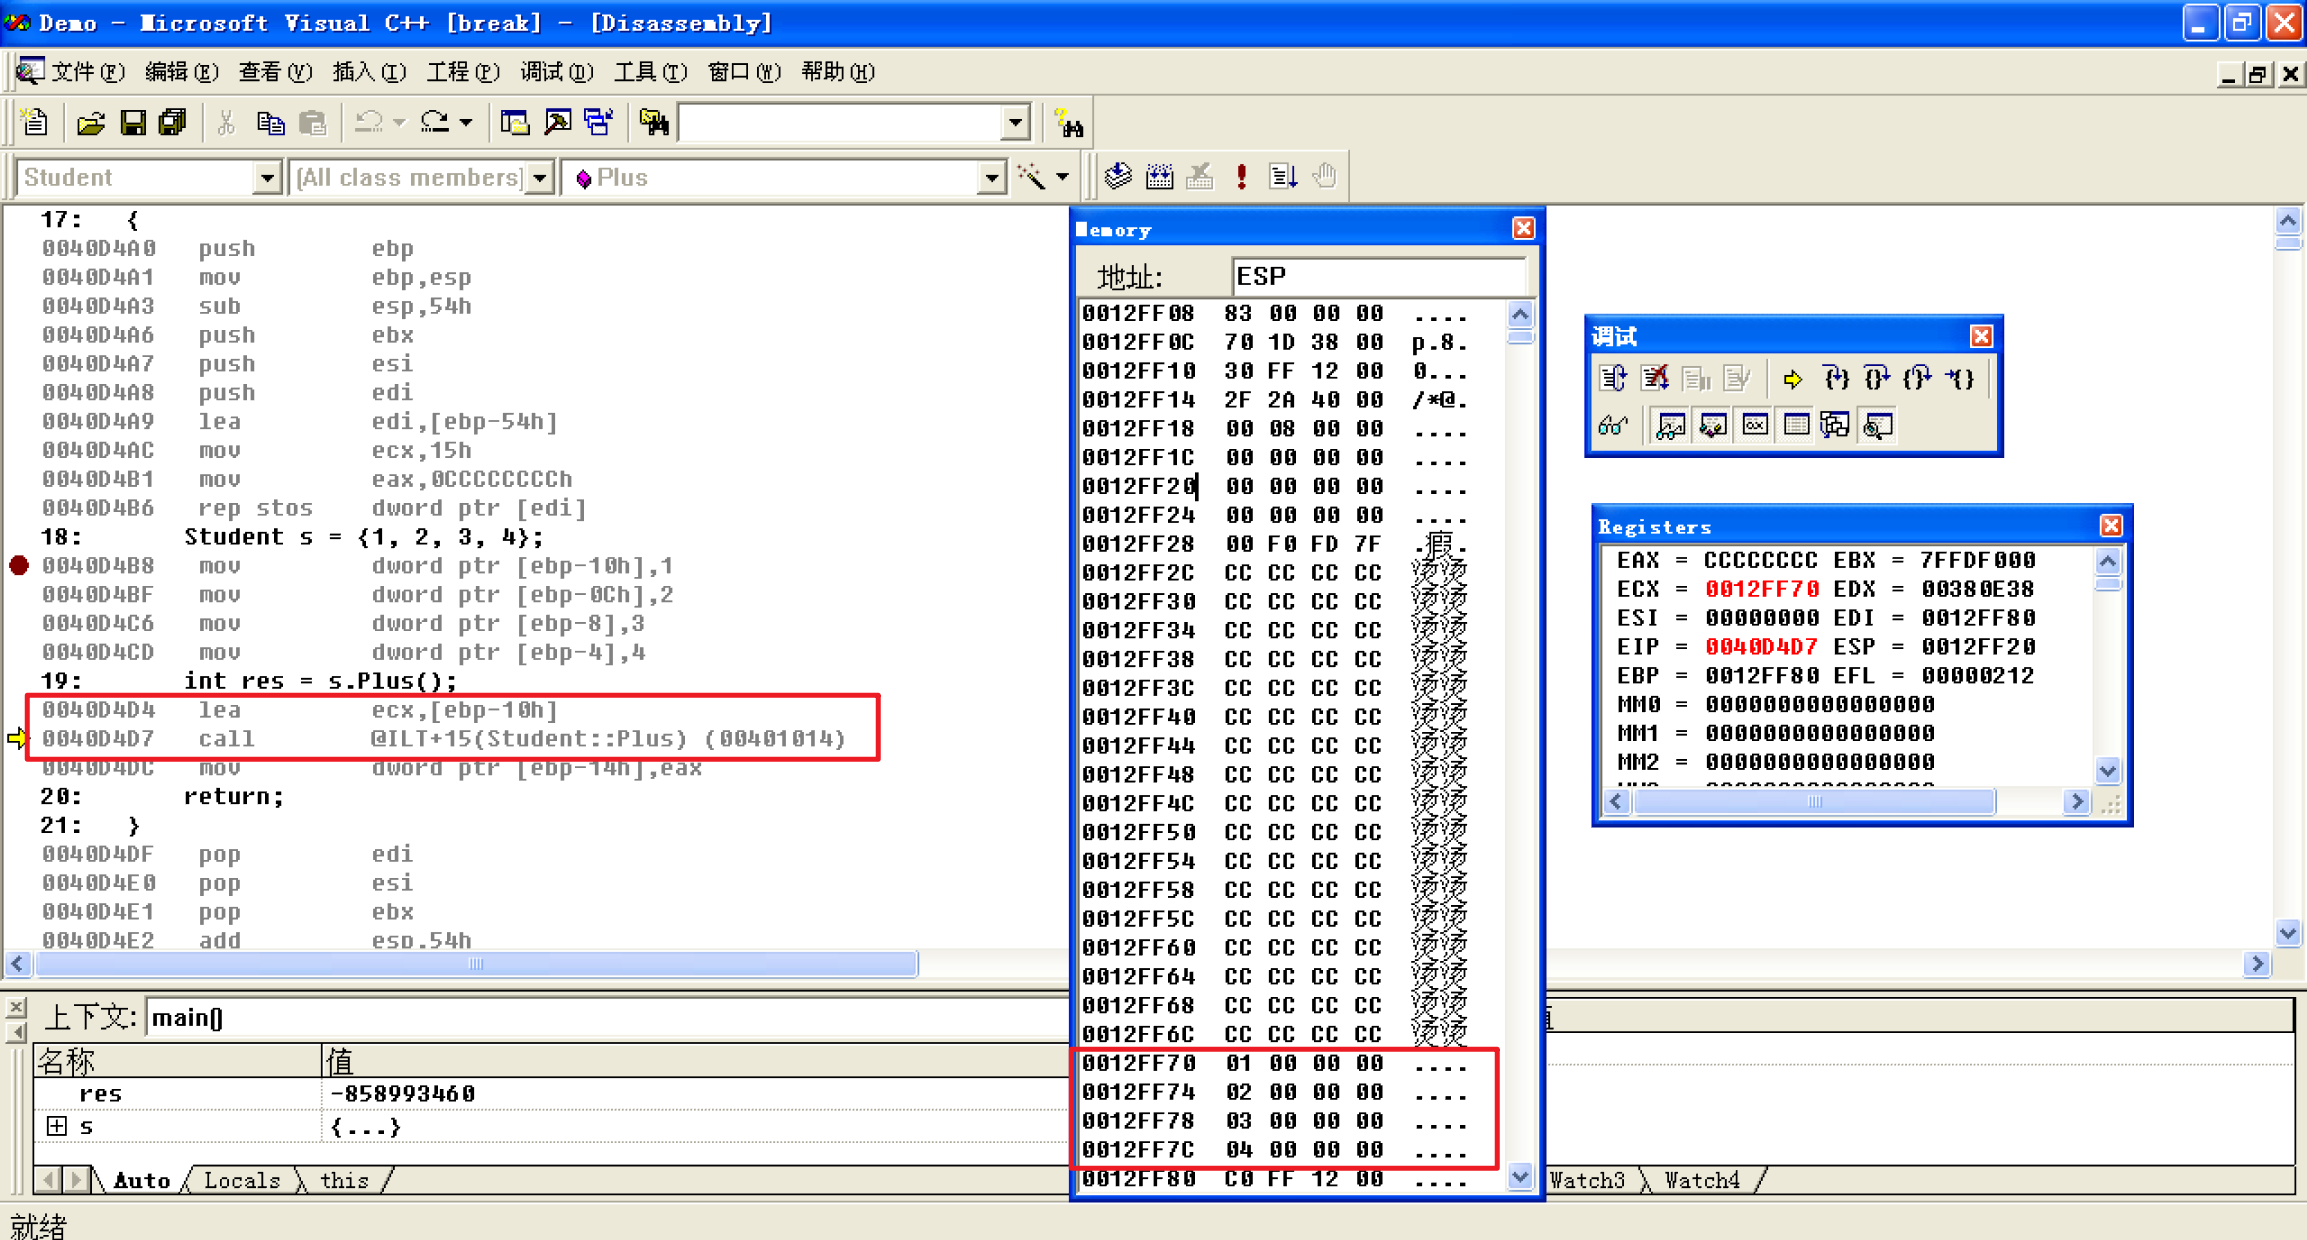 Demo - Microsoft Visual C++ [break] - [Disassembly]
文件(F) 编辑(E) 查看(V) 插入(I) 工程(P) 调试(D) 工具(T) 窗口(W) 帮助(H)
Student [All class members] Plus
17: {
0040D4A0 push ebp
0040D4A1 mov ebp,esp
0040D4A3 sub esp,54h
0040D4A6 push ebx
0040D4A7 push esi
0040D4A8 push edi
0040D4A9 lea edi,[ebp-54h]
0040D4AC mov ecx,15h
0040D4B1 mov eax,0CCCCCCCCh
0040D4B6 rep stos dword ptr [edi]
18: Student s = {1, 2, 3, 4};
0040D4B8 mov dword ptr [ebp-10h],1
0040D4BF mov dword ptr [ebp-0Ch],2
0040D4C6 mov dword ptr [ebp-8],3
0040D4CD mov dword ptr [ebp-4],4
19: int res = s.Plus();
0040D4D4 lea ecx,[ebp-10h]
0040D4D7 call @ILT+15(Student::Plus) (00401014)
0040D4DC mov dword ptr [ebp-14h],eax
20: return;
21: }
0040D4DF pop edi
0040D4E0 pop esi
0040D4E1 pop ebx
0040D4E2 add esp,54h
Memory
地址: ESP
0012FF08 83 00 00 00 ....
0012FF0C 70 1D 38 00 p.8.
0012FF10 30 FF 12 00 0...
0012FF14 2F 2A 40 00 /*@.
0012FF18 00 08 00 00 ....
0012FF1C 00 00 00 00 ....
0012FF20 00 00 00 00 ....
0012FF24 00 00 00 00 ....
0012FF28 00 F0 FD 7F .瘕.
0012FF2C CC CC CC CC 烫烫
0012FF30 CC CC CC CC 烫烫
0012FF34 CC CC CC CC 烫烫
0012FF38 CC CC CC CC 烫烫
0012FF3C CC CC CC CC 烫烫
0012FF40 CC CC CC CC 烫烫
0012FF44 CC CC CC CC 烫烫
0012FF48 CC CC CC CC 烫烫
0012FF4C CC CC CC CC 烫烫
0012FF50 CC CC CC CC 烫烫
0012FF54 CC CC CC CC 烫烫
0012FF58 CC CC CC CC 烫烫
0012FF5C CC CC CC CC 烫烫
0012FF60 CC CC CC CC 烫烫
0012FF64 CC CC CC CC 烫烫
0012FF68 CC CC CC CC 烫烫
0012FF6C CC CC CC CC 烫烫
0012FF70 01 00 00 00 ....
0012FF74 02 00 00 00 ....
0012FF78 03 00 00 00 ....
0012FF7C 04 00 00 00 ....
0012FF80 C0 FF 12 00 ....
调试
Registers
EAX = CCCCCCCC EBX = 7FFDF000
ECX = 0012FF70 EDX = 00380E38
ESI = 00000000 EDI = 0012FF80
EIP = 0040D4D7 ESP = 0012FF20
EBP = 0012FF80 EFL = 00000212
MM0 = 0000000000000000
MM1 = 0000000000000000
MM2 = 0000000000000000
上下文: main()
名称 值
res -858993460
s {...}
Auto Locals this
Watch3 Watch4
就绪